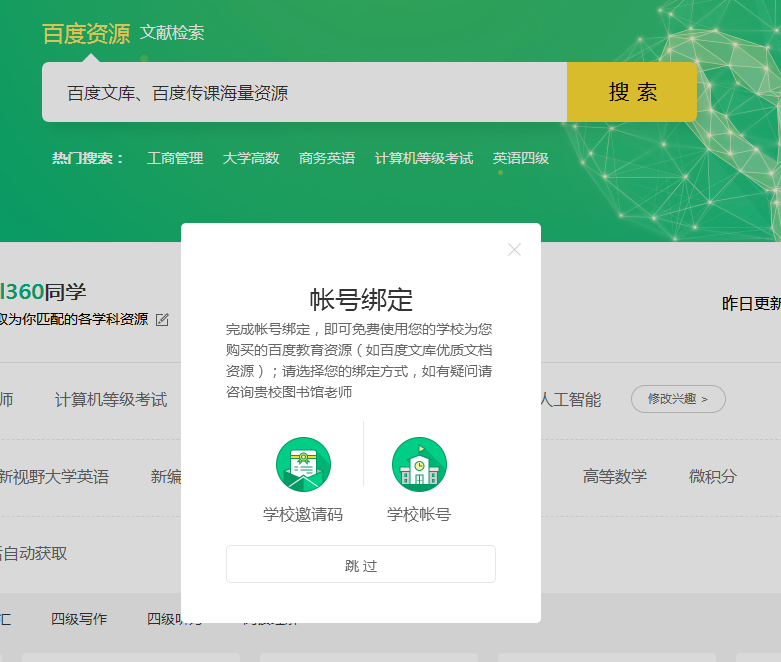 百度资源 文献检索
百度文库、百度传课海量资源
搜 索
热门搜索： 工商管理 大学高数 商务英语 计算机等级考试 英语四级
帐号绑定
完成帐号绑定，即可免费使用您的学校为您
购买的百度教育资源（如百度文库优质文档
资源）；请选择您的绑定方式，如有疑问请
咨询贵校图书馆老师
学校邀请码 学校帐号
跳 过
l360同学
为你匹配的各学科资源
昨日更新
师 计算机等级考试 人工智能 修改兴趣 >
新视野大学英语 新编 高等数学 微积分
自动获取
汇 四级写作 四级听力